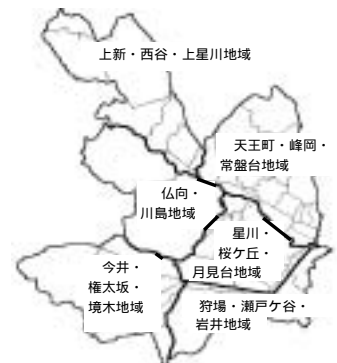 上新・西谷・上星川地域
天王町・峰岡・
常盤台地域
仏向・
川島地域
星川・
桜ケ丘・
月見台地域
今井・
権太坂・
境木地域
狩場・瀬戸ケ谷・
岩井地域